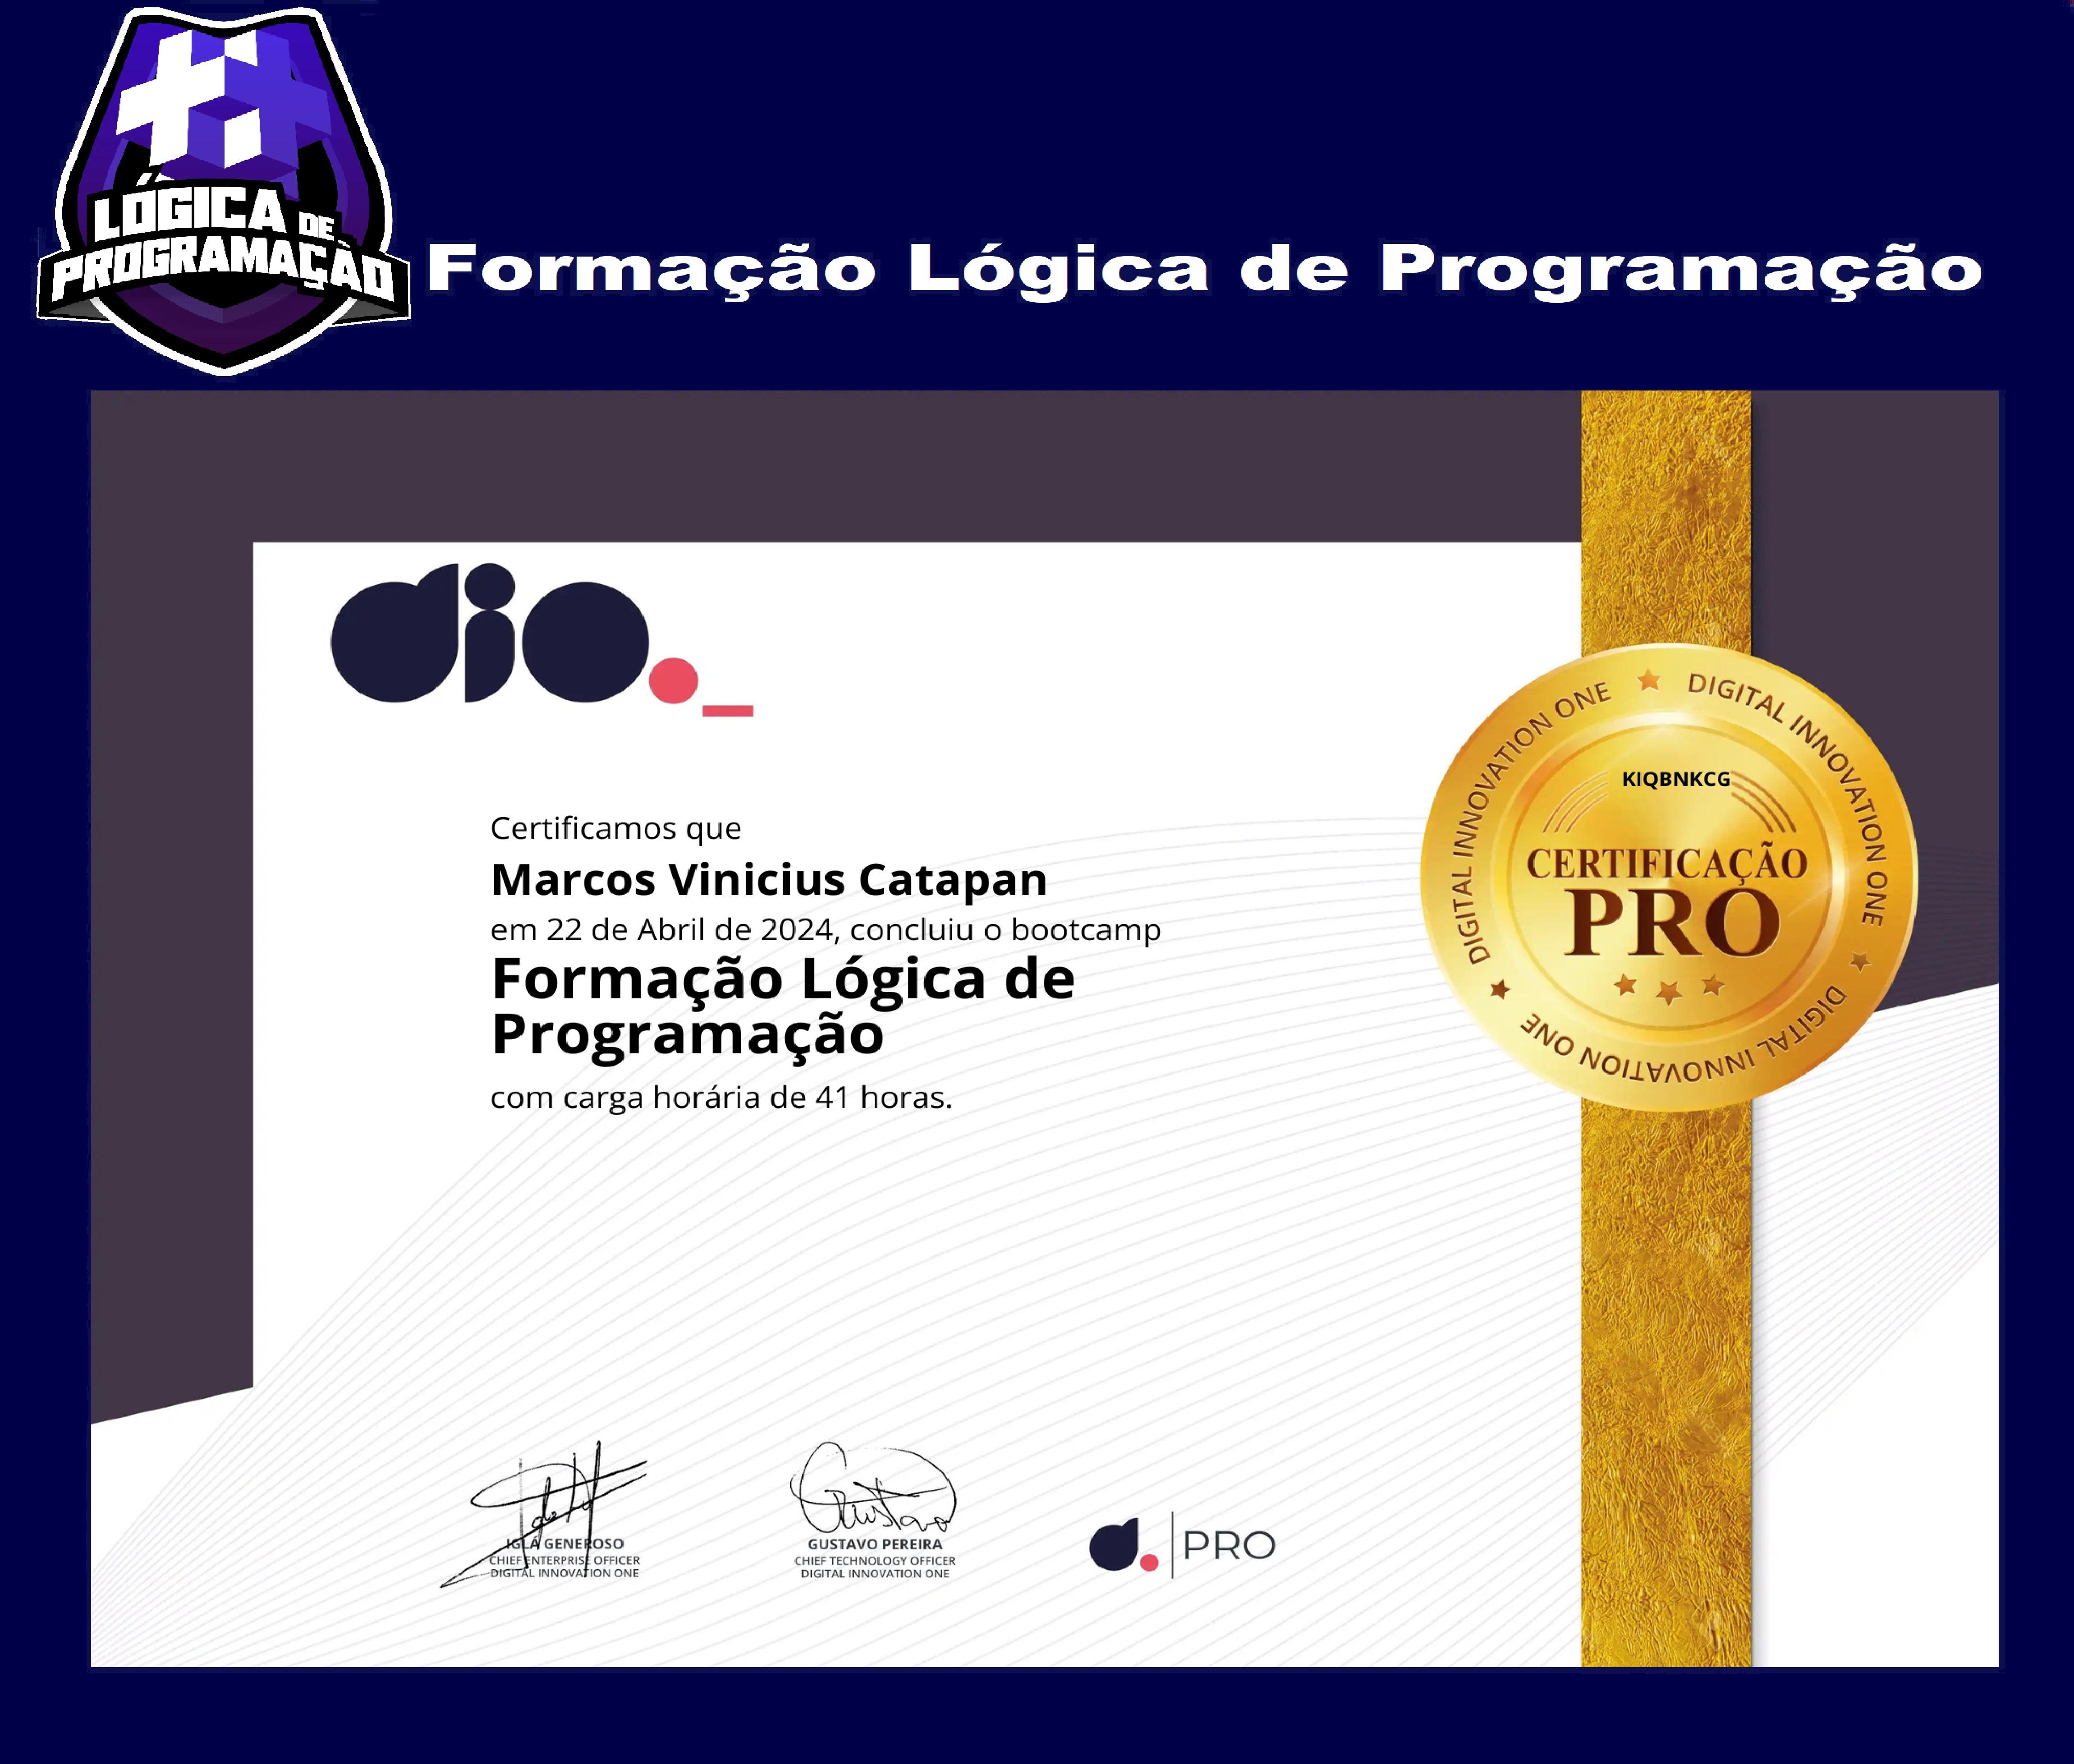 LÓGICA DE
PROGRAMAÇÃO
Formação Lógica de Programação
dio._
DIGITAL INNOVATION ONE ★ DIGITAL INNOVATION ONE ★ DIGITAL INNOVATION ONE ★
KIQBNKCG
CERTIFICAÇÃO
PRO
Certificamos que
Marcos Vinicius Catapan
em 22 de Abril de 2024, concluiu o bootcamp
Formação Lógica de
Programação
com carga horária de 41 horas.
IGLÁ GENEROSO
CHIEF ENTERPRISE OFFICER
DIGITAL INNOVATION ONE
Gustavo
GUSTAVO PEREIRA
CHIEF TECHNOLOGY OFFICER
DIGITAL INNOVATION ONE
d. | PRO